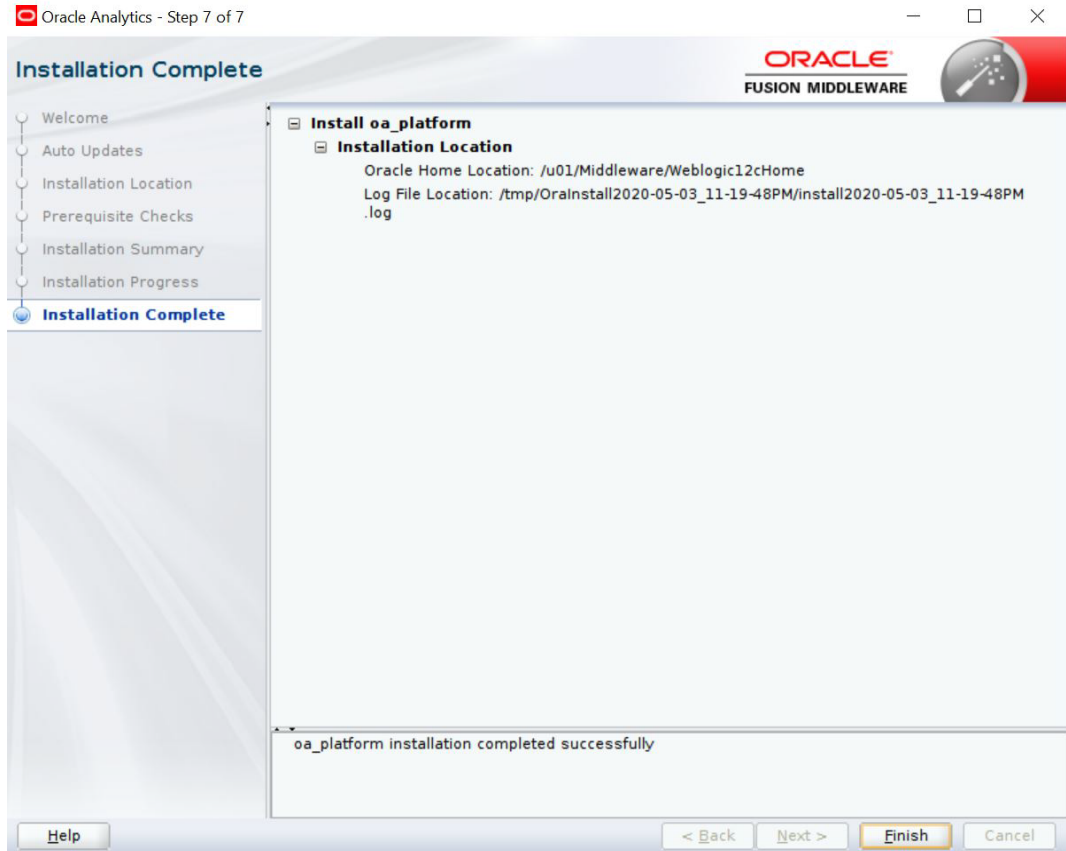 Oracle Analytics - Step 7 of 7
Installation Complete
ORACLE®
FUSION MIDDLEWARE
Welcome
Auto Updates
Installation Location
Prerequisite Checks
Installation Summary
Installation Progress
Installation Complete
Install oa_platform
Installation Location
Oracle Home Location: /u01/Middleware/Weblogic12cHome
Log File Location: /tmp/OraInstall2020-05-03_11-19-48PM/install2020-05-03_11-19-48PM
.log
oa_platform installation completed successfully
Help
< Back
Next >
Finish
Cancel